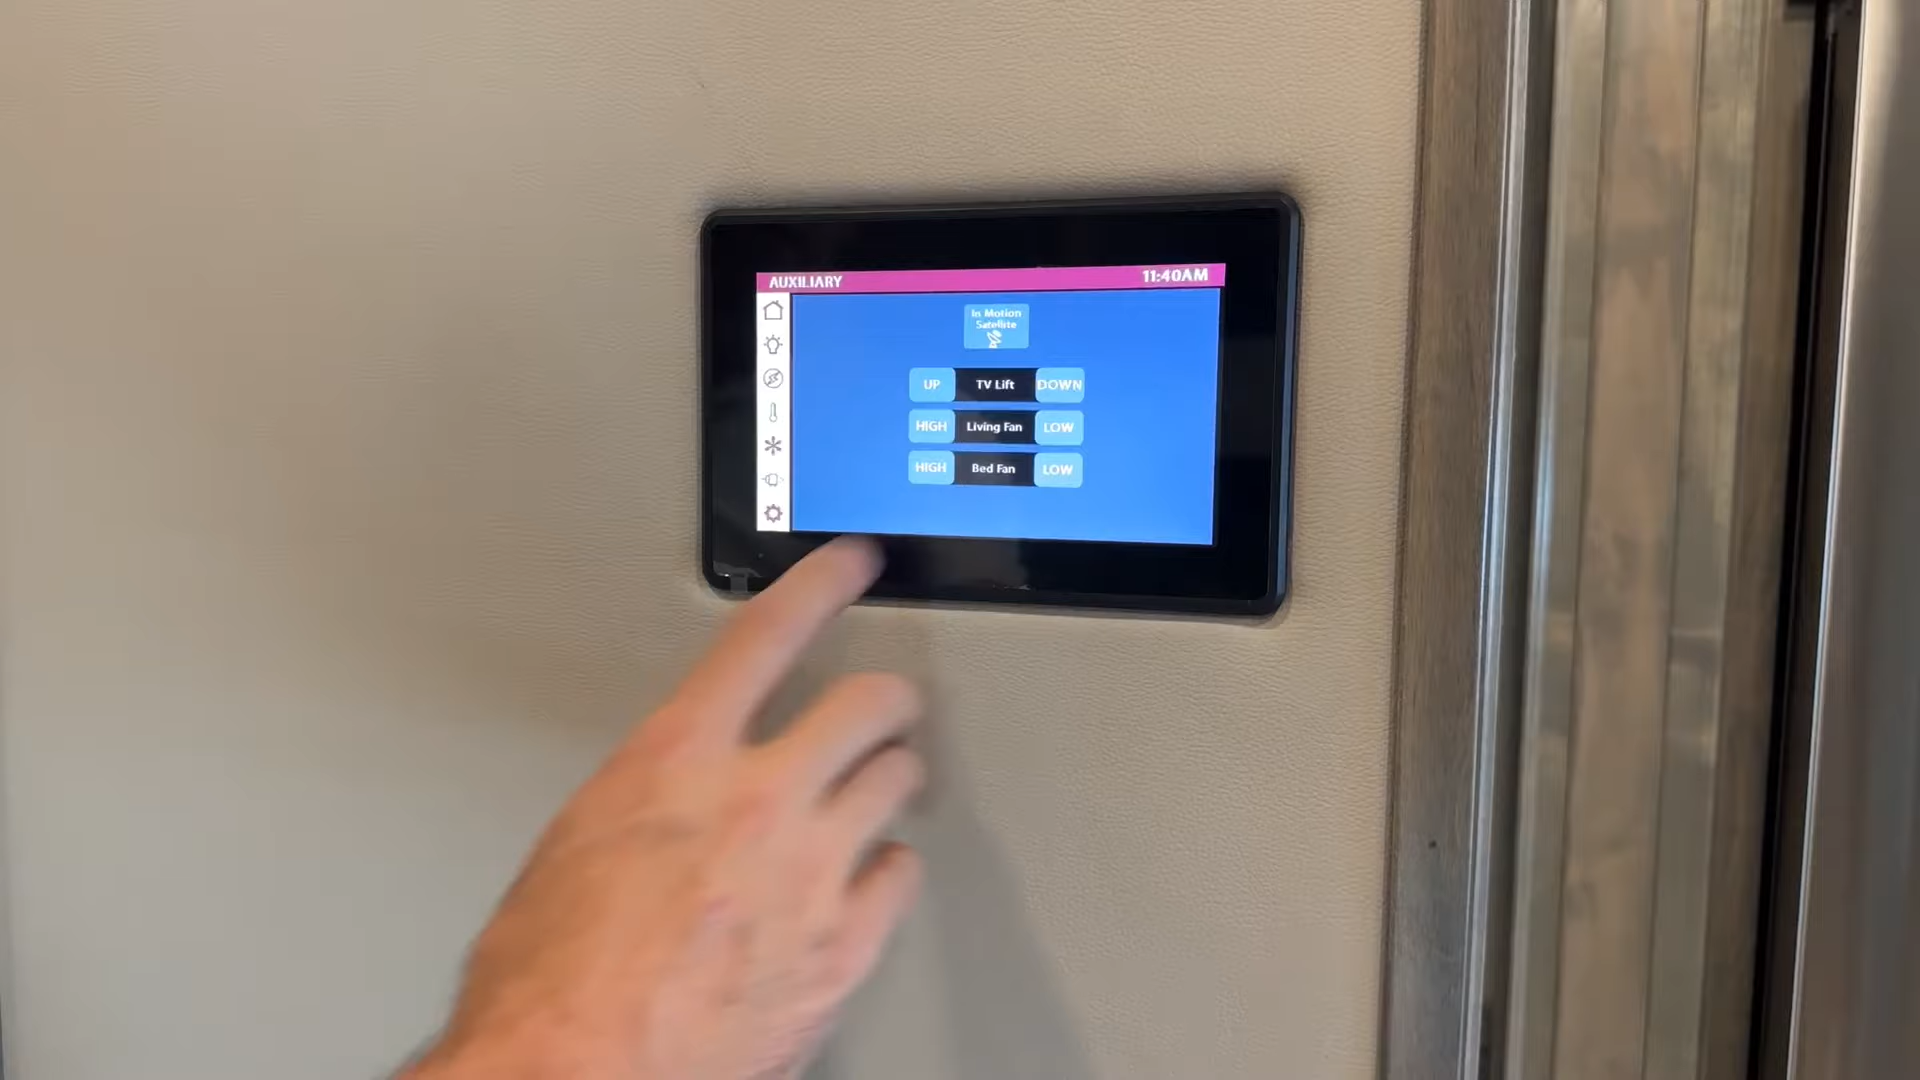 AUXILIARY 11:40AM
In Motion
Satellite
UP TV Lift DOWN
HIGH Living Fan LOW
HIGH Bed Fan LOW